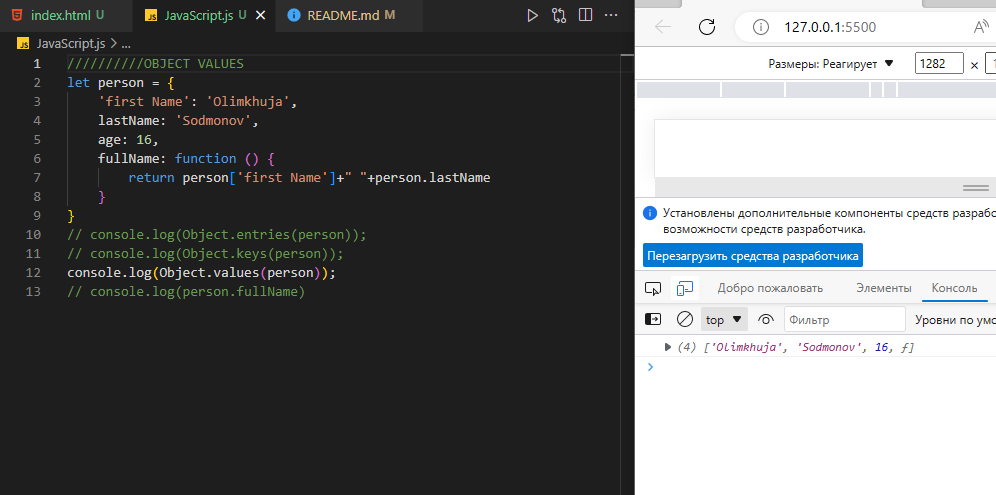 index.html U JavaScript.js U README.md M
JavaScript.js > ...
1 //////////OBJECT VALUES
2 let person = {
3 'first Name': 'Olimkhuja',
4 lastName: 'Sodmonov',
5 age: 16,
6 fullName: function () {
7 return person['first Name']+" "+person.lastName
8 }
9 }
10 // console.log(Object.entries(person));
11 // console.log(Object.keys(person));
12 console.log(Object.values(person));
13 // console.log(person.fullName)
127.0.0.1:5500
Размеры: Реагирует 1282 ×
Установлены дополнительные компоненты средств разрабо
возможности средств разработчика.
Перезагрузить средства разработчика
Добро пожаловать Элементы Консоль
top Фильтр Уровни по умо
(4) ['Olimkhuja', 'Sodmonov', 16, ƒ]